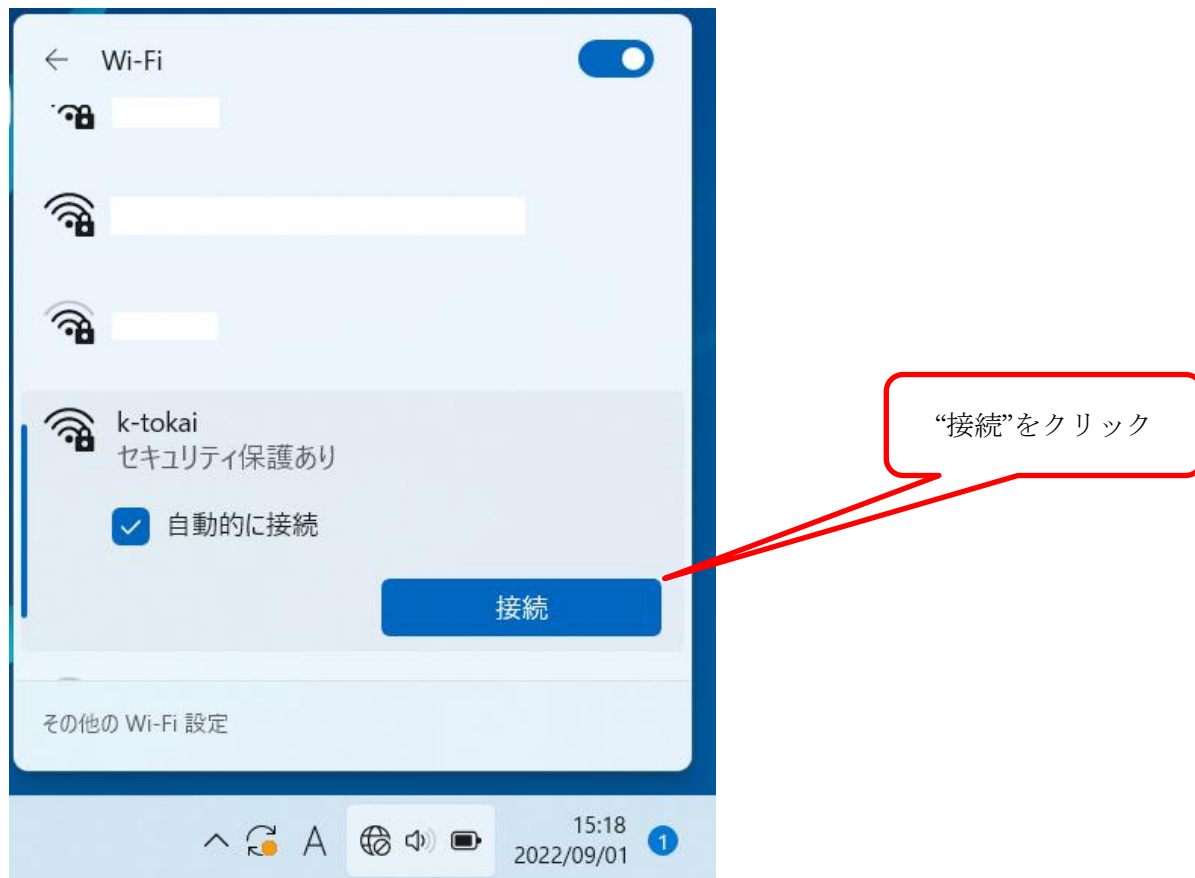 Wi-Fi
k-tokai
セキュリティ保護あり
自動的に接続
接続
“接続”をクリック
その他の Wi-Fi 設定
A
15:18
2022/09/01
1